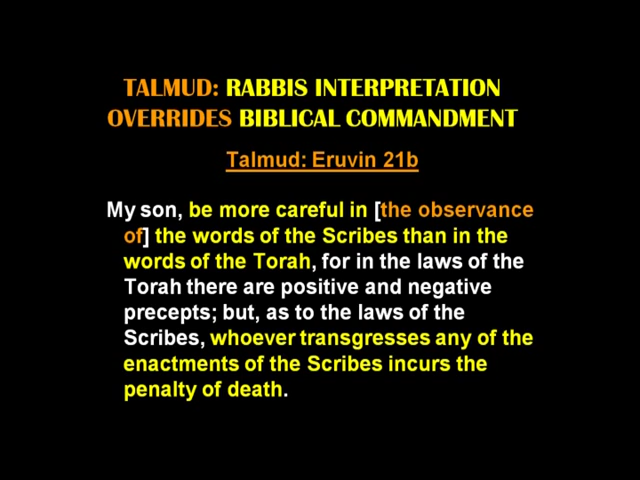 TALMUD: RABBIS INTERPRETATION
OVERRIDES BIBLICAL COMMANDMENT
Talmud: Eruvin 21b
My son, be more careful in [the observance
of] the words of the Scribes than in the
words of the Torah, for in the laws of the
Torah there are positive and negative
precepts; but, as to the laws of the
Scribes, whoever transgresses any of the
enactments of the Scribes incurs the
penalty of death.